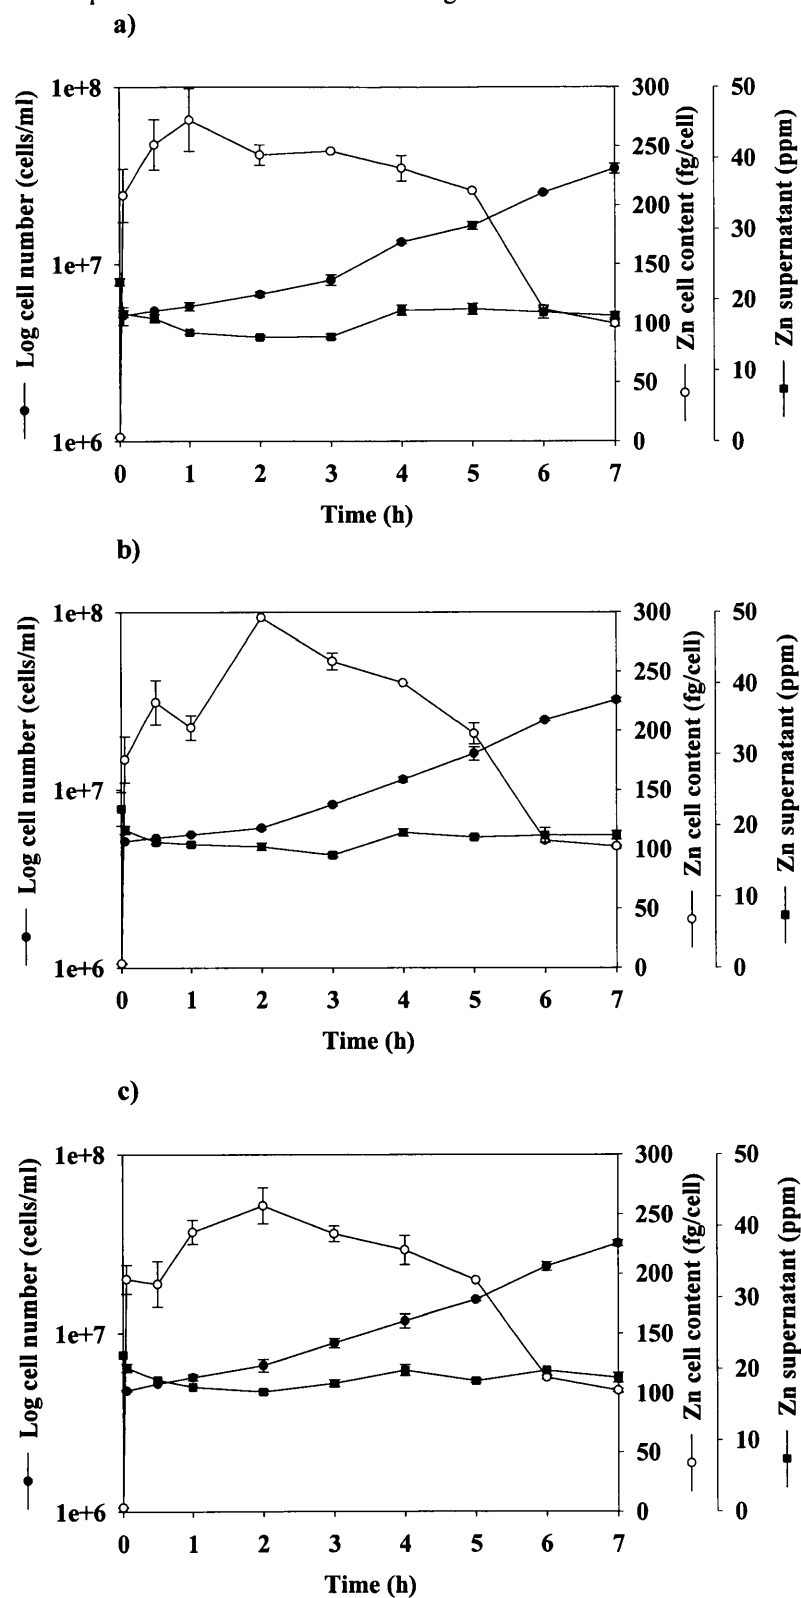 a)
1e+8
1e+7
1e+6
Log cell number (cells/ml)
300
250
200
150
100
50
0
Zn cell content (fg/cell)
50
40
30
20
10
0
Zn supernatant (ppm)
0 1 2 3 4 5 6 7
Time (h)
b)
1e+8
1e+7
1e+6
Log cell number (cells/ml)
300
250
200
150
100
50
0
Zn cell content (fg/cell)
50
40
30
20
10
0
Zn supernatant (ppm)
0 1 2 3 4 5 6 7
Time (h)
c)
1e+8
1e+7
1e+6
Log cell number (cells/ml)
300
250
200
150
100
50
0
Zn cell content (fg/cell)
50
40
30
20
10
0
Zn supernatant (ppm)
0 1 2 3 4 5 6 7
Time (h)